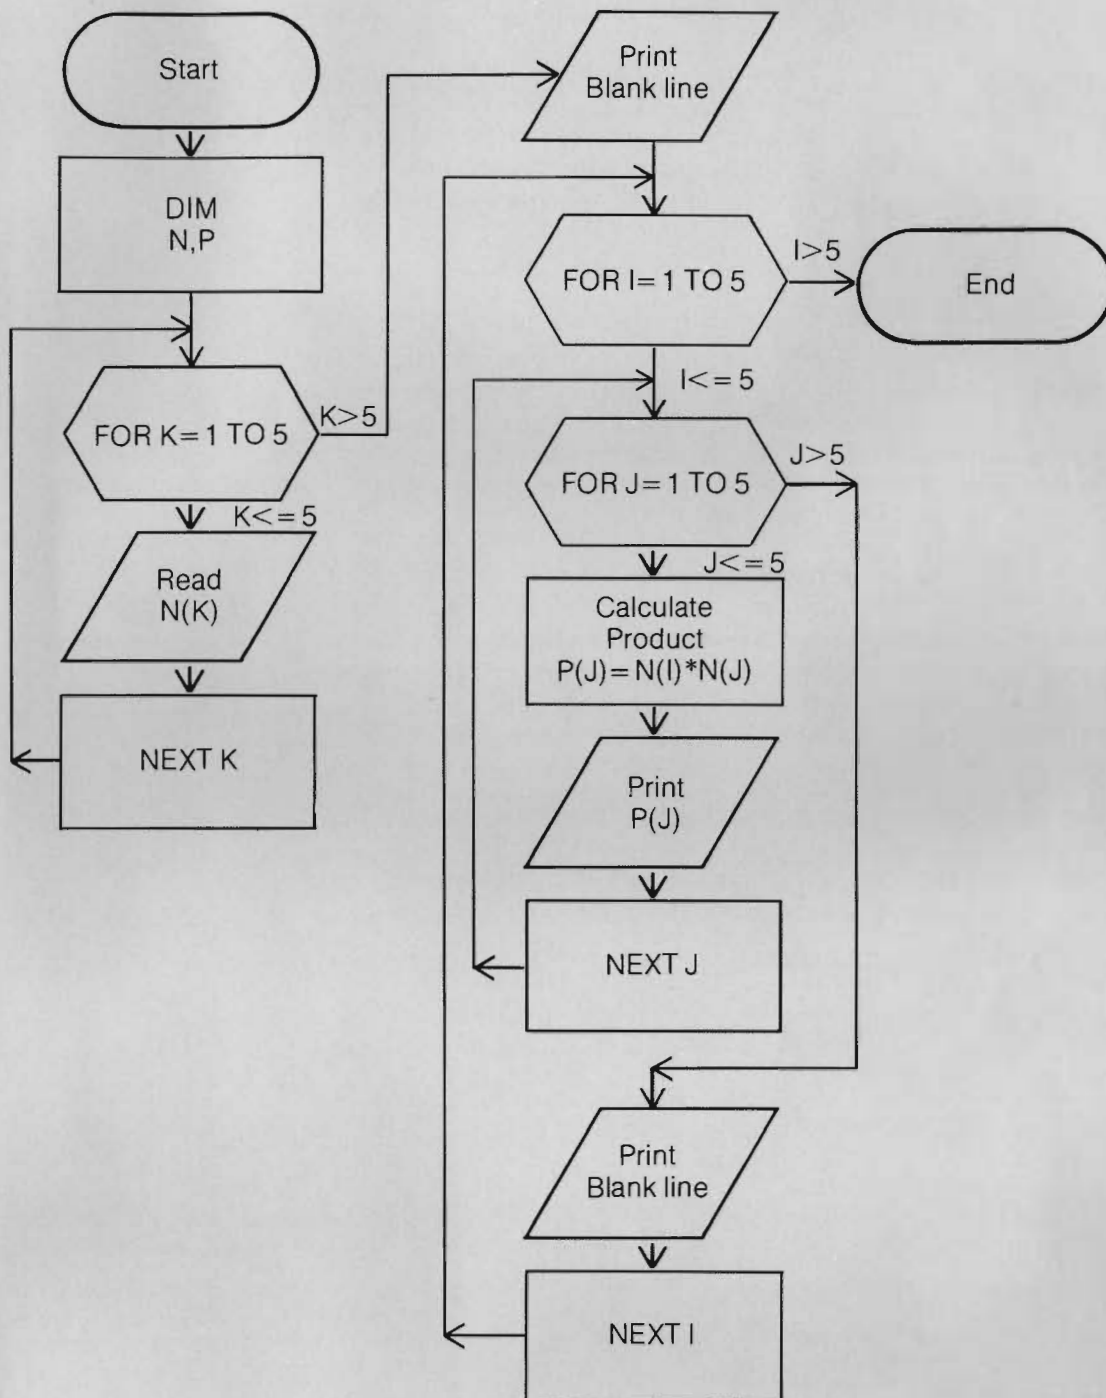 Start
DIM
N,P
FOR K=1 TO 5
K>5
K<=5
Read
N(K)
NEXT K
Print
Blank line
FOR I=1 TO 5
I>5
End
I<=5
FOR J=1 TO 5
J>5
J<=5
Calculate
Product
P(J)=N(I)*N(J)
Print
P(J)
NEXT J
Print
Blank line
NEXT I